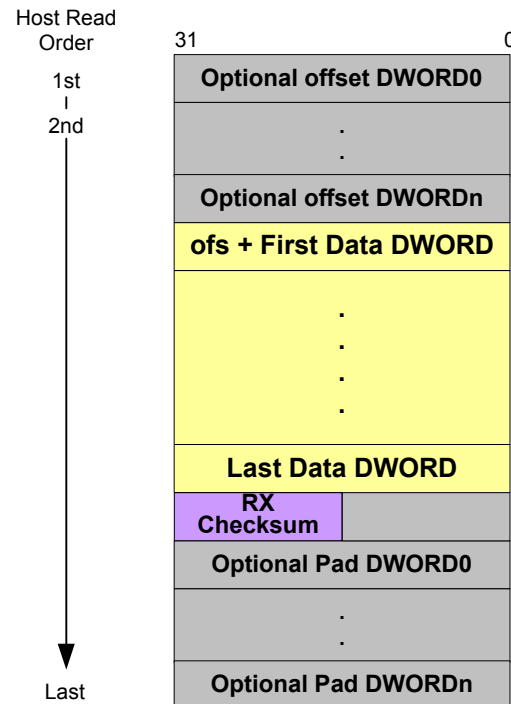 Host Read
Order
31
0
1st
2nd
Optional offset DWORD0
.
.
Optional offset DWORDn
ofs + First Data DWORD
.
.
.
.
Last Data DWORD
RX
Checksum
Optional Pad DWORD0
.
.
Optional Pad DWORDn
Last